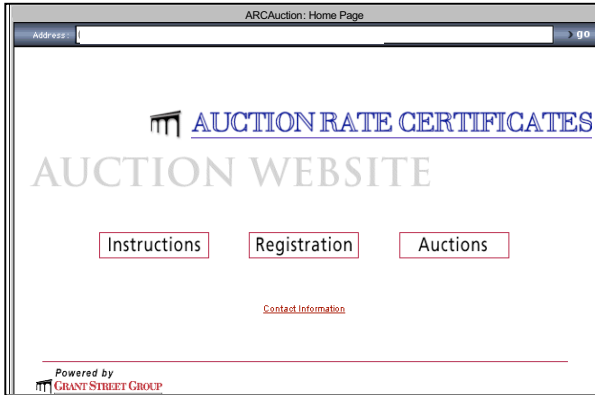 ARCAuction: Home Page
Address:
go
AUCTION RATE CERTIFICATES
AUCTION WEBSITE
Instructions
Registration
Auctions
Contact Information
Powered by
GRANT STREET GROUP